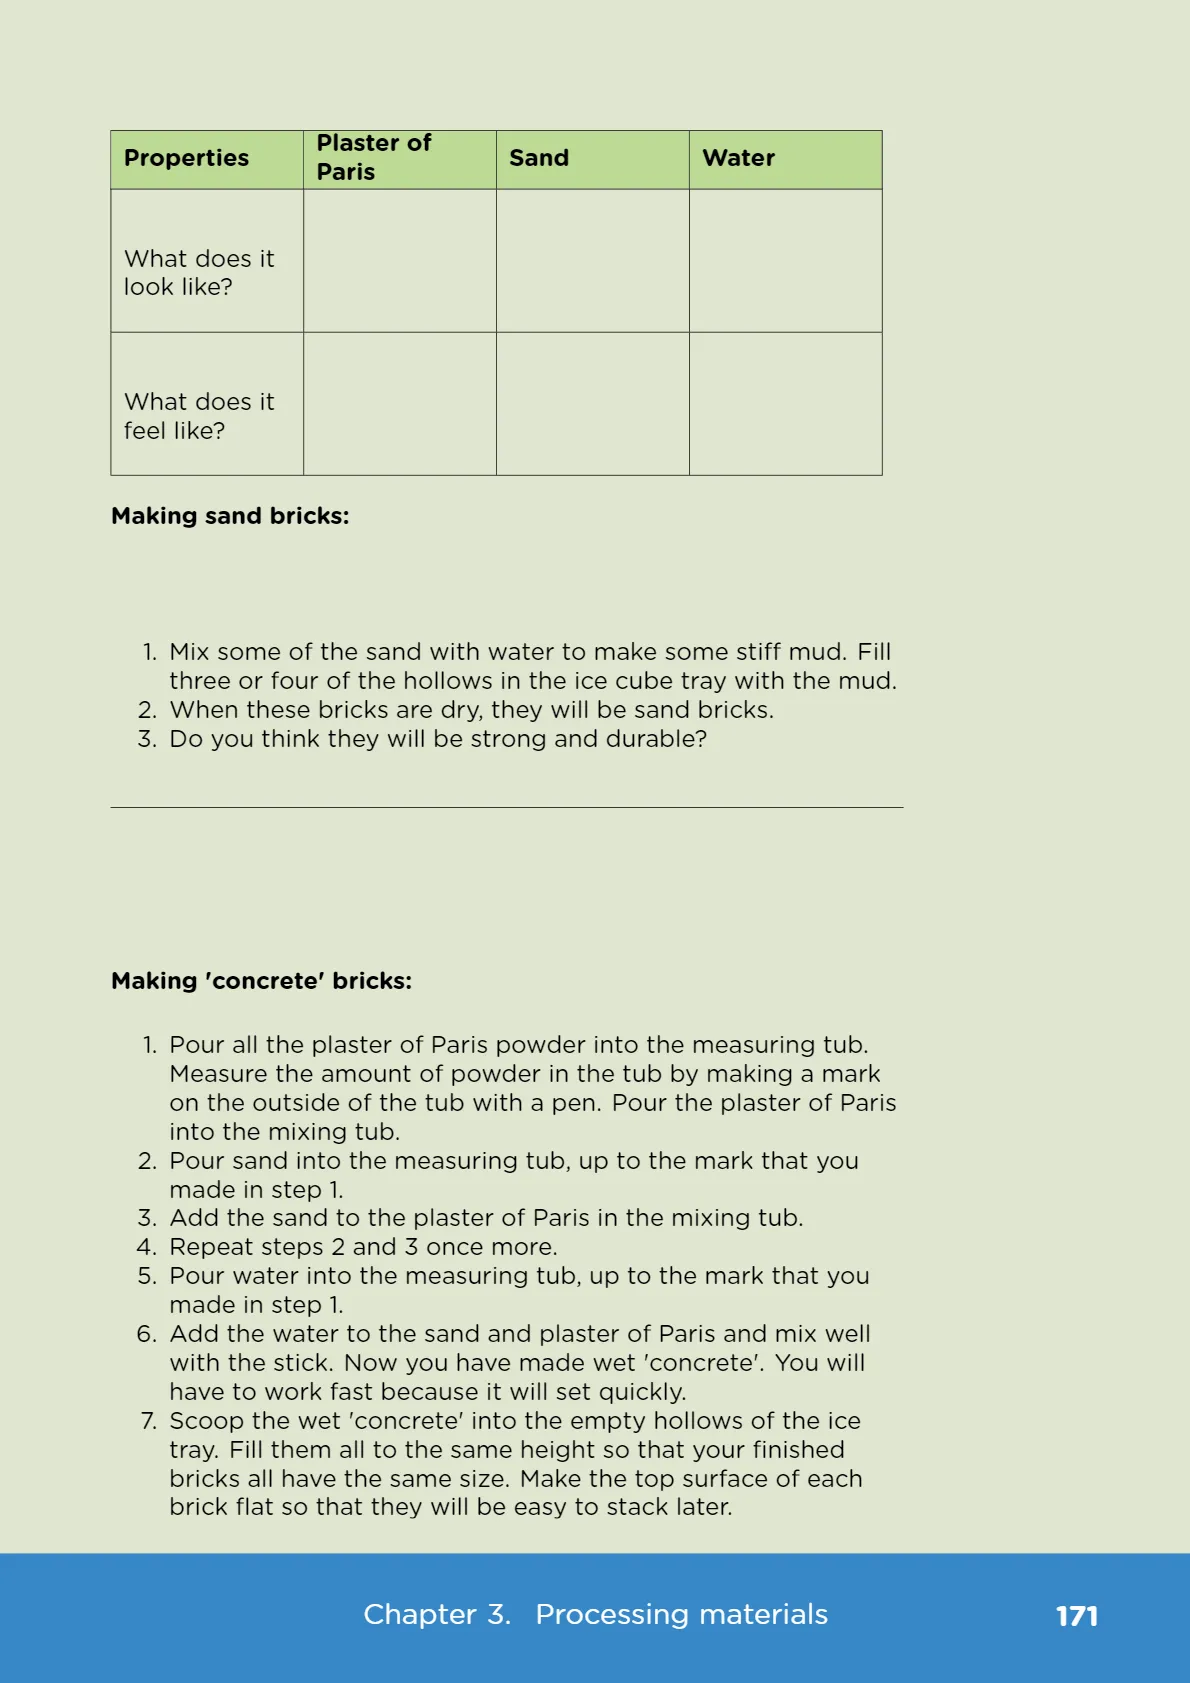 Properties
Plaster of
Paris
Sand
Water
What does it
look like?
What does it
feel like?
Making sand bricks:
1. Mix some of the sand with water to make some stiff mud. Fill
three or four of the hollows in the ice cube tray with the mud.
2. When these bricks are dry, they will be sand bricks.
3. Do you think they will be strong and durable?
Making 'concrete' bricks:
1. Pour all the plaster of Paris powder into the measuring tub.
Measure the amount of powder in the tub by making a mark
on the outside of the tub with a pen. Pour the plaster of Paris
into the mixing tub.
2. Pour sand into the measuring tub, up to the mark that you
made in step 1.
3. Add the sand to the plaster of Paris in the mixing tub.
4. Repeat steps 2 and 3 once more.
5. Pour water into the measuring tub, up to the mark that you
made in step 1.
6. Add the water to the sand and plaster of Paris and mix well
with the stick. Now you have made wet 'concrete'. You will
have to work fast because it will set quickly.
7. Scoop the wet 'concrete' into the empty hollows of the ice
tray. Fill them all to the same height so that your finished
bricks all have the same size. Make the top surface of each
brick flat so that they will be easy to stack later.
Chapter 3. Processing materials
171